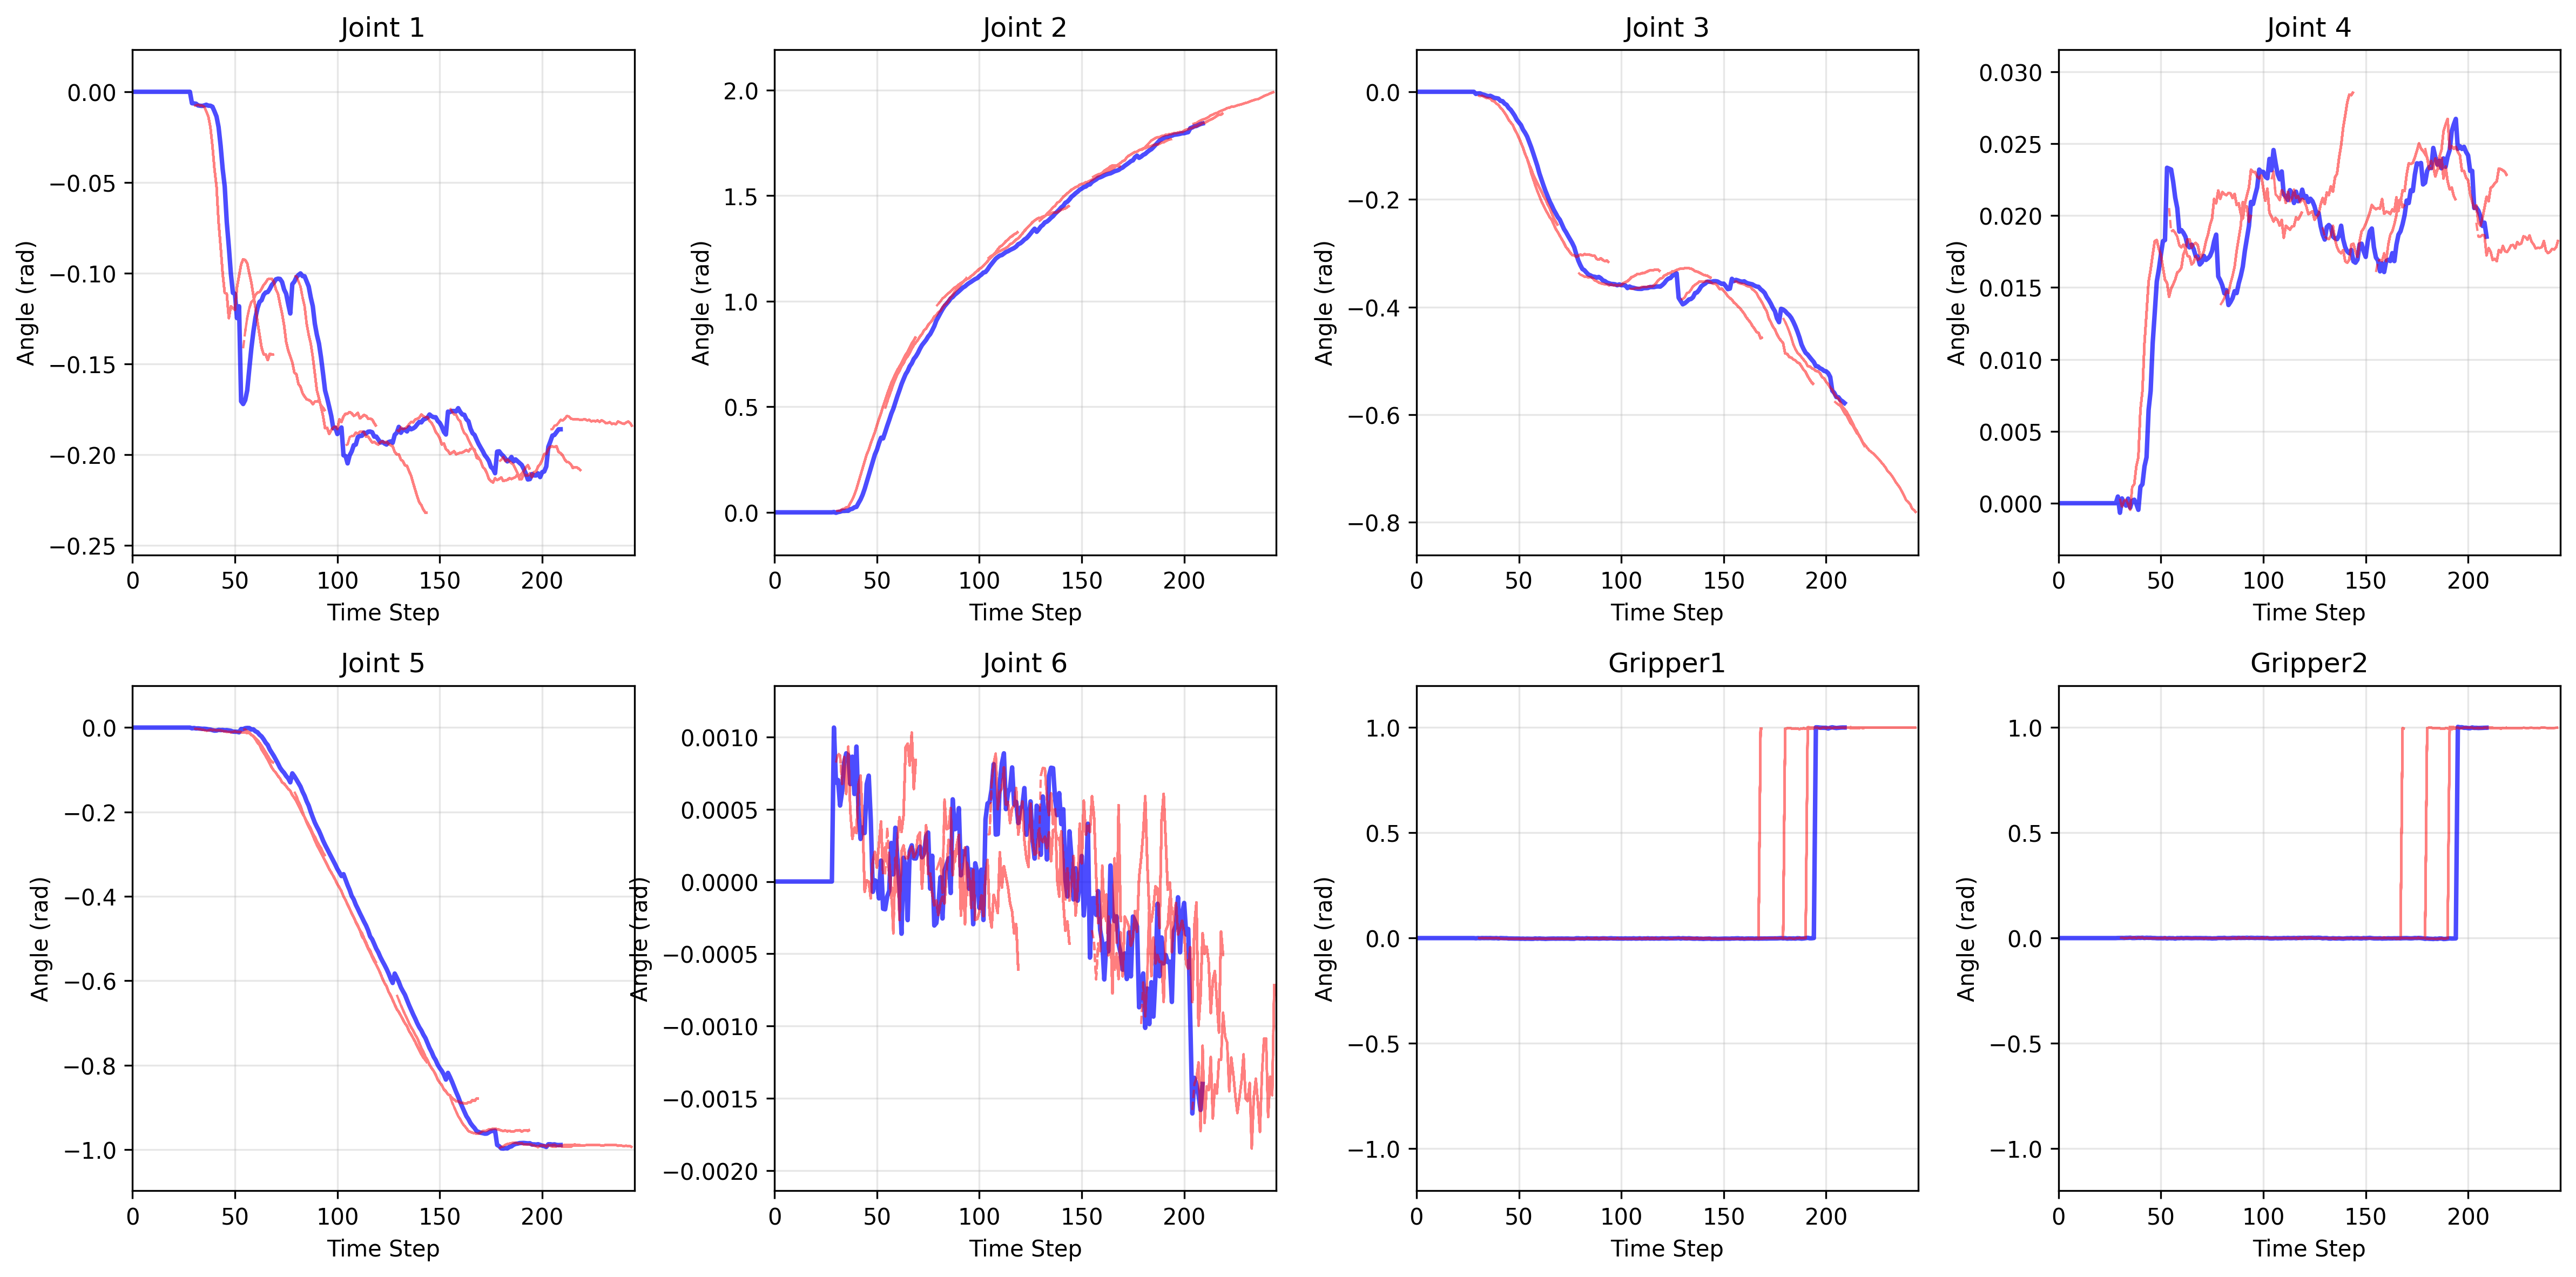 Joint 1
0.00
−0.05
−0.10
−0.15
−0.20
−0.25
Angle (rad)
0 50 100 150 200
Time Step
Joint 2
2.0
1.5
1.0
0.5
0.0
Angle (rad)
0 50 100 150 200
Time Step
Joint 3
0.0
−0.2
−0.4
−0.6
−0.8
Angle (rad)
0 50 100 150 200
Time Step
Joint 4
0.030
0.025
0.020
0.015
0.010
0.005
0.000
Angle (rad)
0 50 100 150 200
Time Step
Joint 5
0.0
−0.2
−0.4
−0.6
−0.8
−1.0
Angle (rad)
0 50 100 150 200
Time Step
Joint 6
0.0010
0.0005
0.0000
−0.0005
−0.0010
−0.0015
−0.0020
Angle (rad)
0 50 100 150 200
Time Step
Gripper1
1.0
0.5
0.0
−0.5
−1.0
Angle (rad)
0 50 100 150 200
Time Step
Gripper2
1.0
0.5
0.0
−0.5
−1.0
Angle (rad)
0 50 100 150 200
Time Step